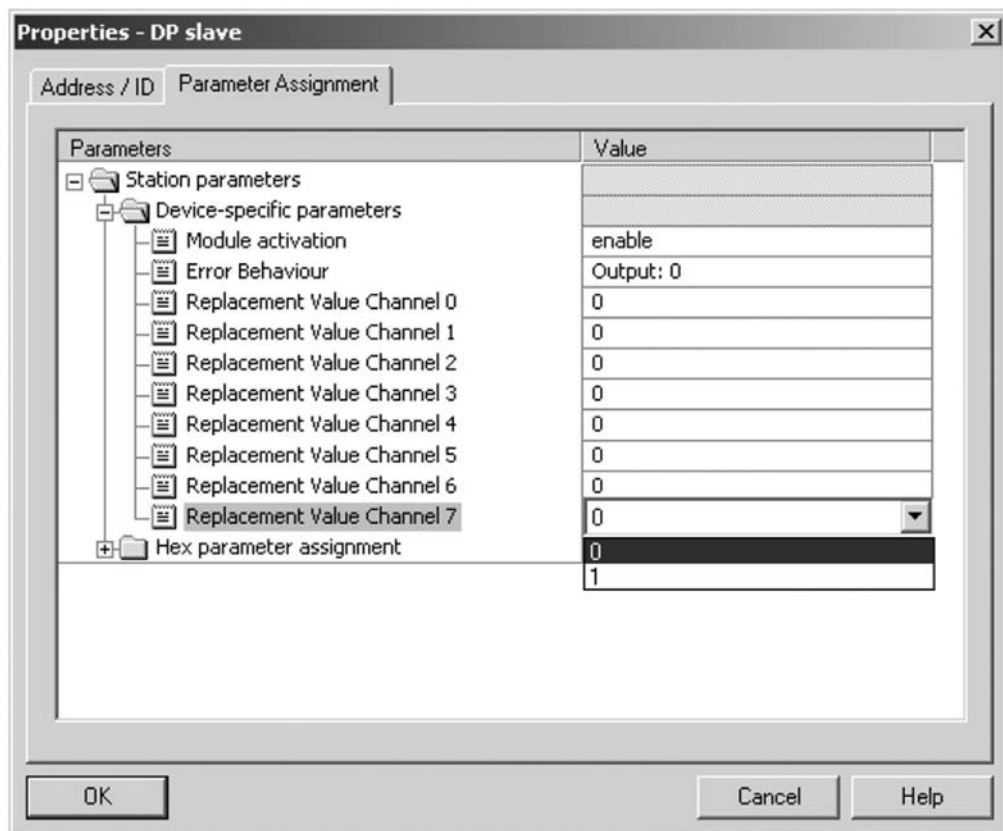 Properties - DP slave
Address / ID Parameter Assignment
Parameters Value
Station parameters
Device-specific parameters
Module activation enable
Error Behaviour Output: 0
Replacement Value Channel 0 0
Replacement Value Channel 1 0
Replacement Value Channel 2 0
Replacement Value Channel 3 0
Replacement Value Channel 4 0
Replacement Value Channel 5 0
Replacement Value Channel 6 0
Replacement Value Channel 7 0
Hex parameter assignment 0
1
OK Cancel Help